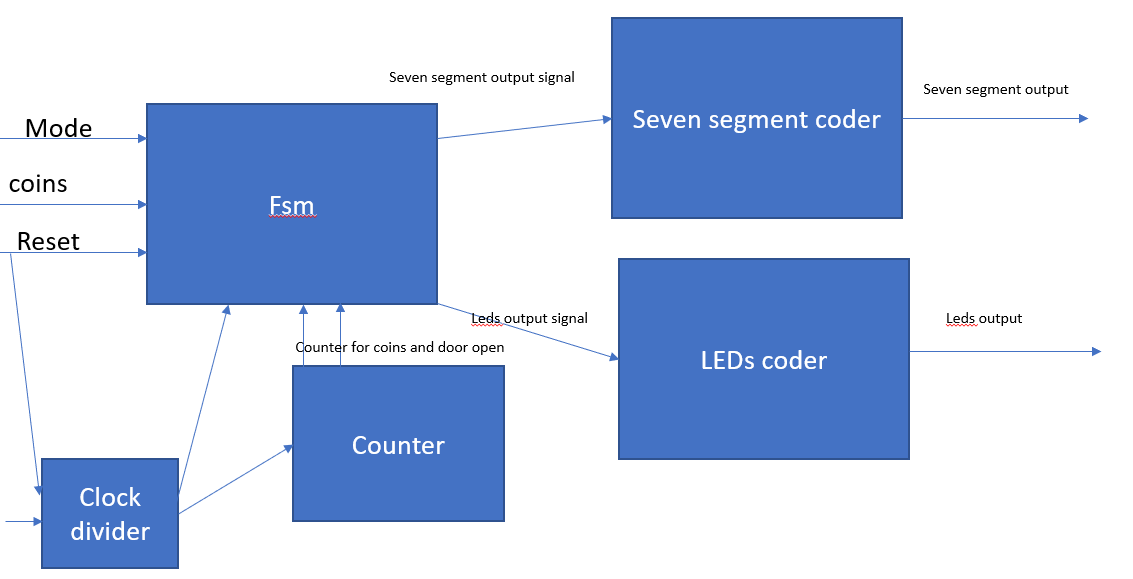 Seven segment output signal
Seven segment coder
Seven segment output
Mode
coins
Reset
Fsm
Leds output signal
Leds output
Counter for coins and door open
LEDs coder
Counter
Clock
divider